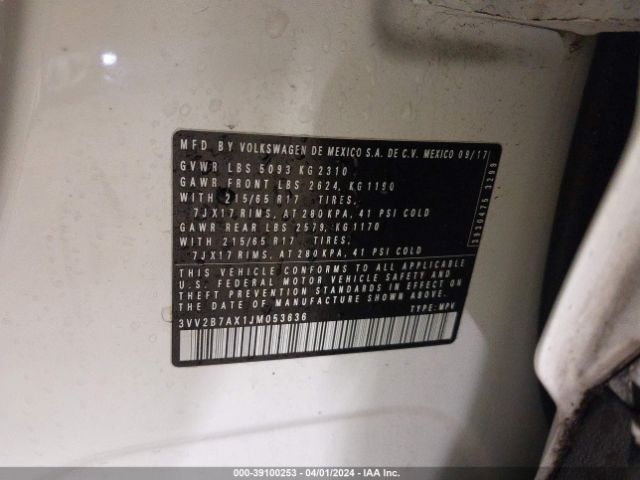 MFD BY VOLKSWAGEN DE MEXICO S.A. DE C.V. MEXICO 09/17
GVWR LBS 5093 KG 2310
GAWR FRONT LBS 2624, KG 1190
WITH 215/65 R17 TIRES,
7JX17 RIMS, AT 280 KPA, 41 PSI COLD
GAWR REAR LBS 2579, KG 1170
WITH 215/65 R17 TIRES,
7JX17 RIMS, AT 280 KPA, 41 PSI COLD
THIS VEHICLE CONFORMS TO ALL APPLICABLE
U.S. FEDERAL MOTOR VEHICLE SAFETY AND
THEFT PREVENTION STANDARDS IN EFFECT ON
THE DATE OF MANUFACTURE SHOWN ABOVE.
3VV2B7AX1JM053636 TYPE: MPV
000-39100253 - 04/01/2024 - IAA Inc.